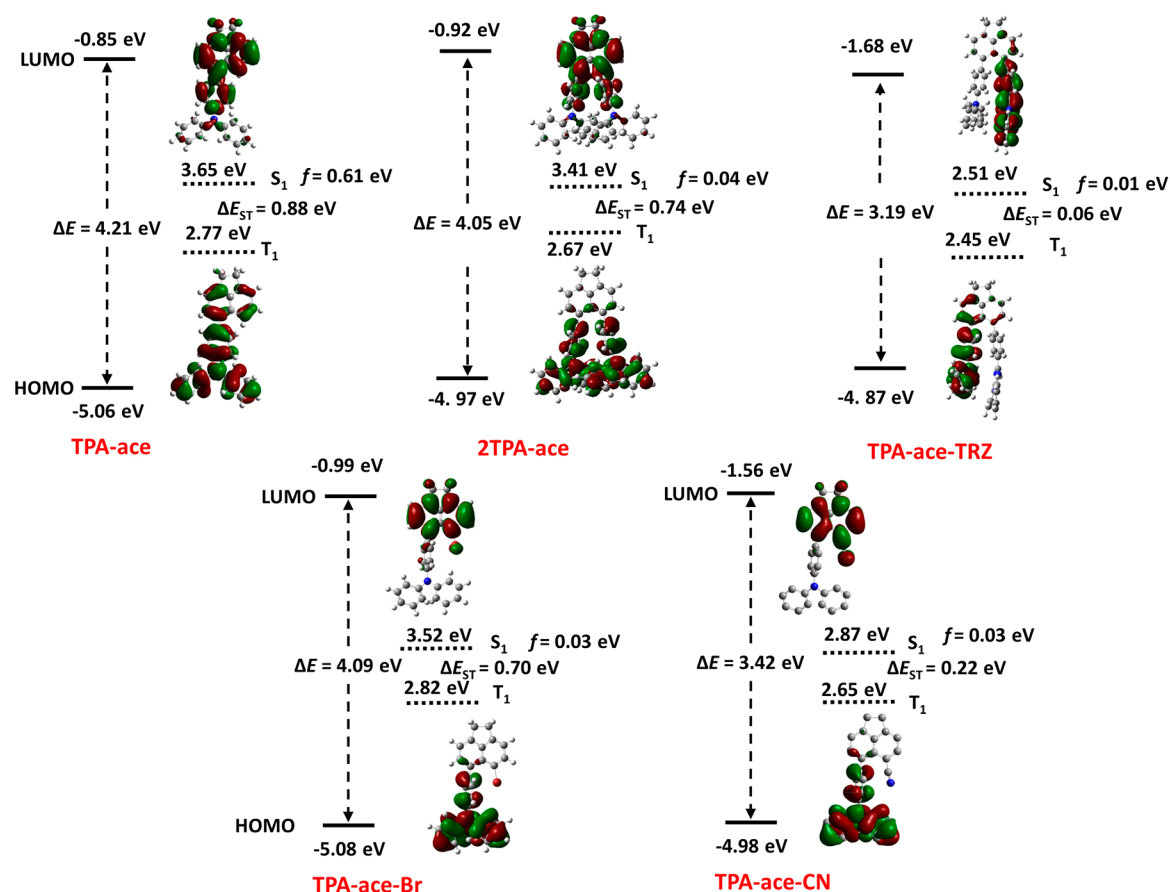 -0.85 eV
LUMO
3.65 eV
S1 f = 0.61 eV
ΔEST = 0.88 eV
ΔE = 4.21 eV
2.77 eV
T1
HOMO
-5.06 eV
TPA-ace
-0.92 eV
3.41 eV
S1 f = 0.04 eV
ΔEST = 0.74 eV
ΔE = 4.05 eV
T1
2.67 eV
-4. 97 eV
2TPA-ace
-1.68 eV
2.51 eV
S1 f = 0.01 eV
ΔEST = 0.06 eV
ΔE = 3.19 eV
2.45 eV
T1
-4. 87 eV
TPA-ace-TRZ
-0.99 eV
LUMO
3.52 eV
S1 f = 0.03 eV
ΔE = 4.09 eV
ΔEST = 0.70 eV
2.82 eV
T1
HOMO
-5.08 eV
TPA-ace-Br
-1.56 eV
LUMO
2.87 eV
S1 f = 0.03 eV
ΔE = 3.42 eV
ΔEST = 0.22 eV
2.65 eV
T1
-4.98 eV
TPA-ace-CN